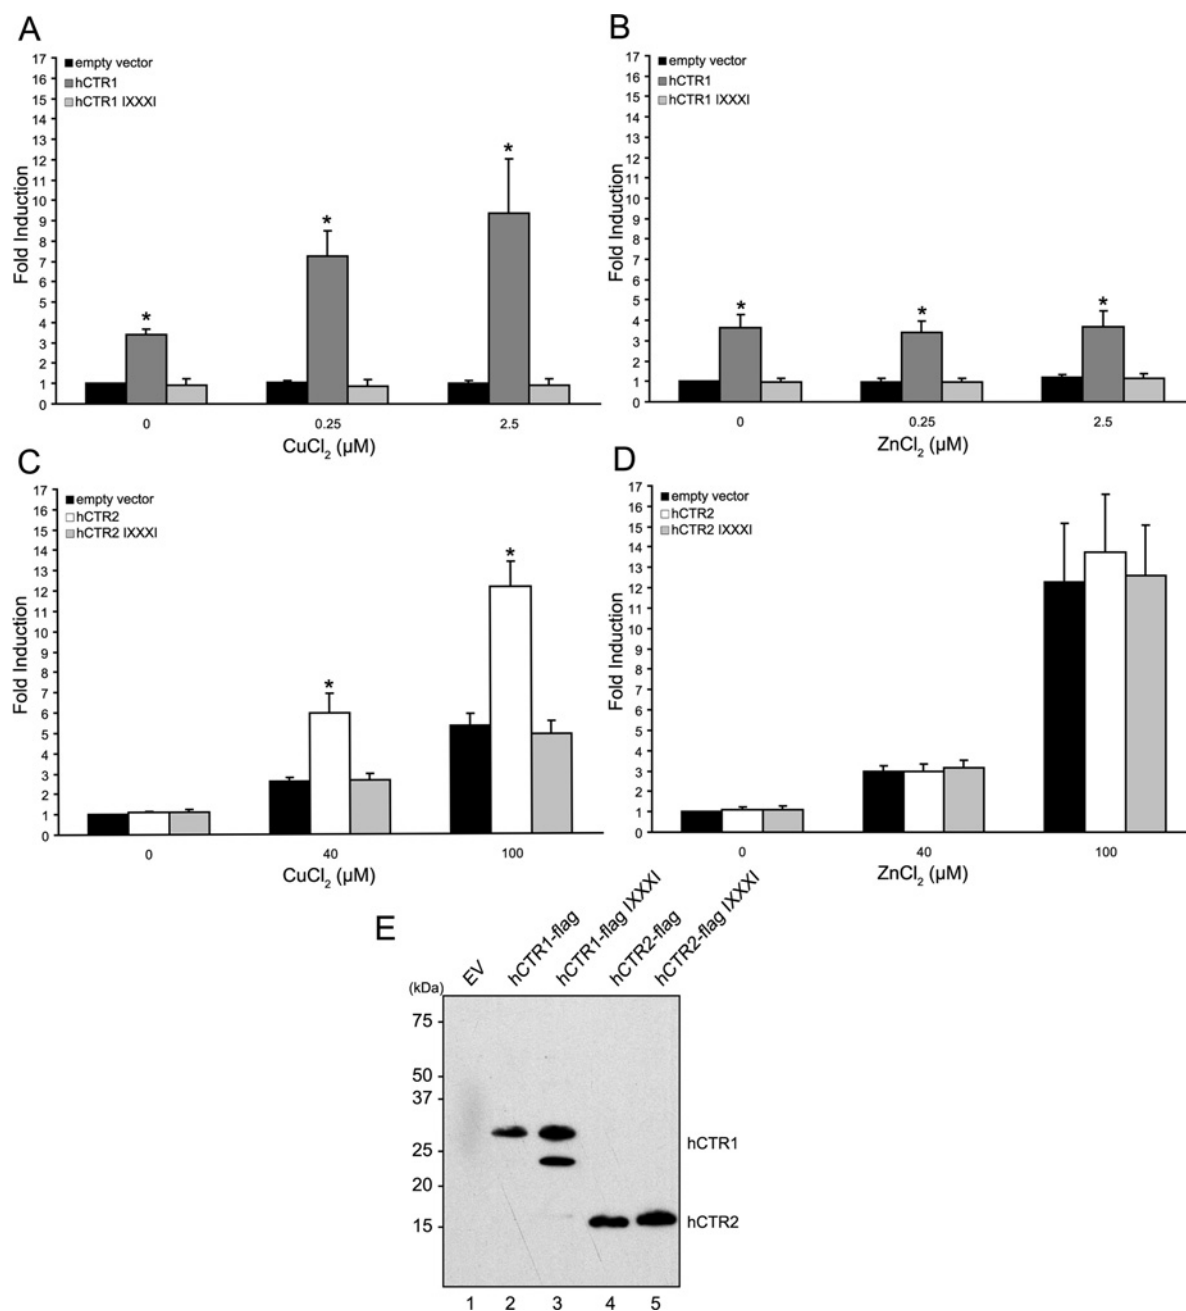 A
empty vector
hCTR1
hCTR1 IXXXI
17
16
15
14
13
12
11
10
9
8
7
6
5
4
3
2
1
0
Fold Induction
*
*
*
0
0.25
2.5
CuCl2 (µM)
B
empty vector
hCTR1
hCTR1 IXXXI
17
16
15
14
13
12
11
10
9
8
7
6
5
4
3
2
1
0
Fold Induction
*
*
*
0
0.25
2.5
ZnCl2 (µM)
C
empty vector
hCTR2
hCTR2 IXXXI
17
16
15
14
13
12
11
10
9
8
7
6
5
4
3
2
1
0
Fold Induction
*
*
0
40
100
CuCl2 (µM)
D
empty vector
hCTR2
hCTR2 IXXXI
17
16
15
14
13
12
11
10
9
8
7
6
5
4
3
2
1
0
Fold Induction
0
40
100
ZnCl2 (µM)
E
EV
hCTR1-flag
hCTR1-flag IXXXI
hCTR2-flag
hCTR2-flag IXXXI
(kDa)
75
50
37
25
20
15
hCTR1
hCTR2
1 2 3 4 5